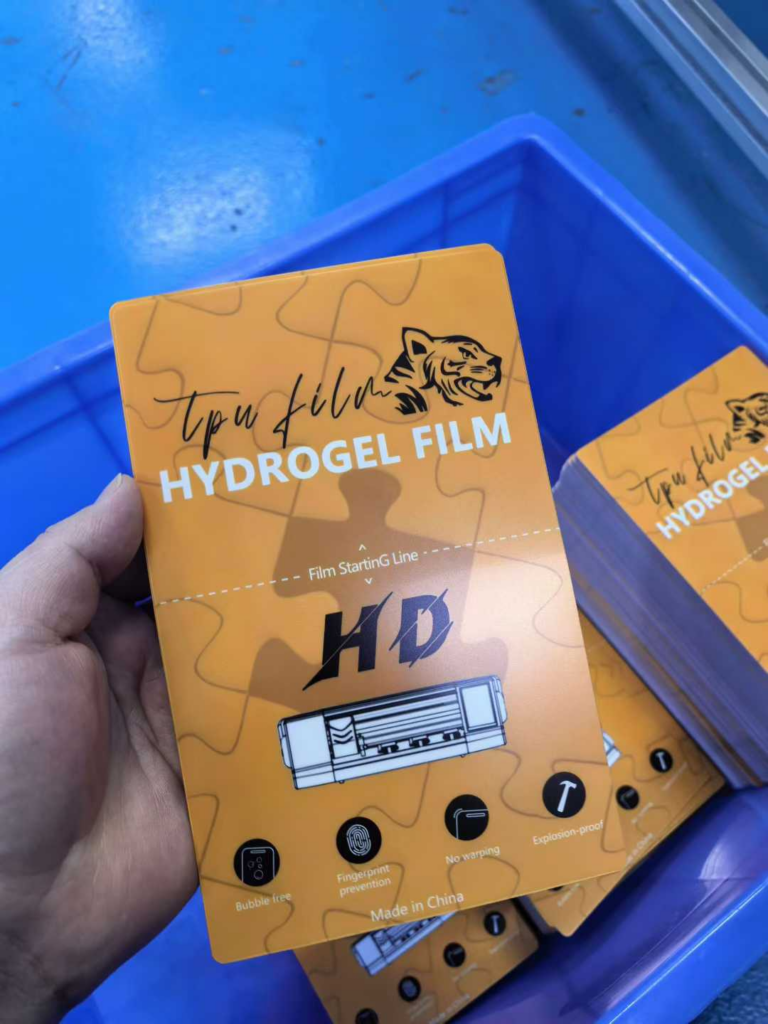 tpu film
HYDROGEL FILM
Film StartinG Line
HD
Bubble free
Fingerprint
prevention
No warping
Explosion-proof
Made in China
tpu film
HYDROGEL